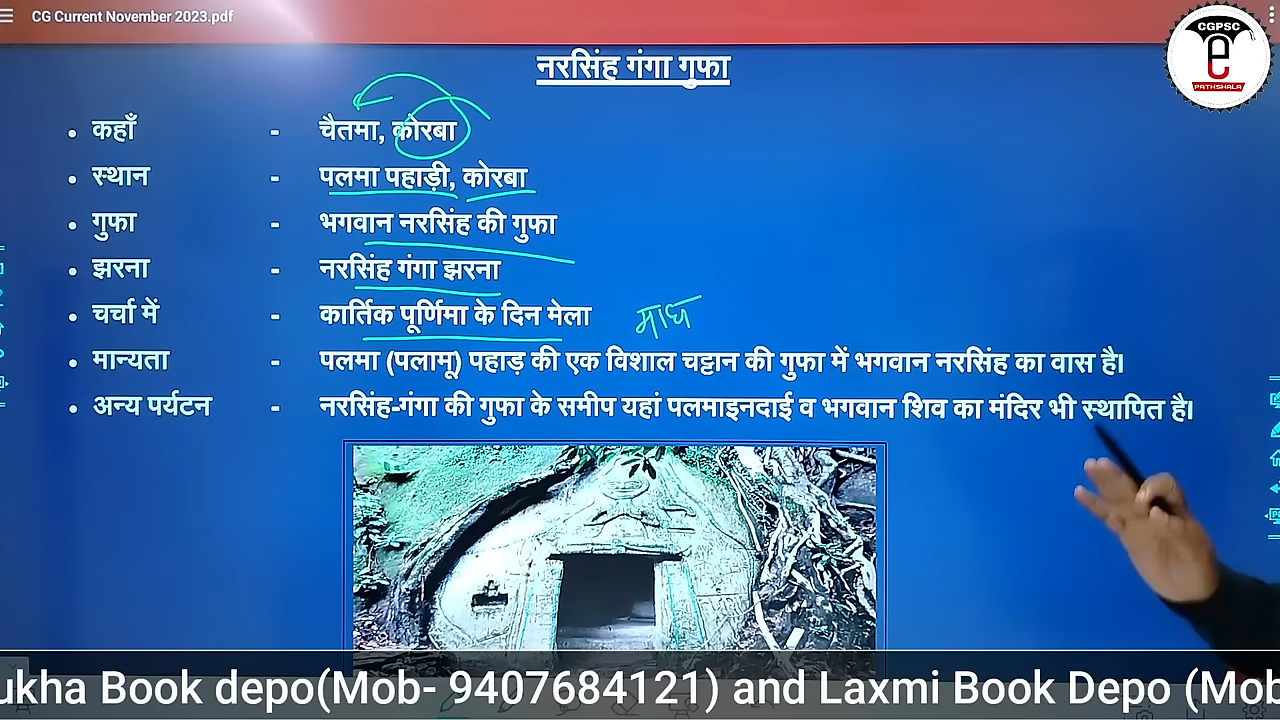 CG Current November 2023.pdf
CGPSC
e
PATHSHALA
नरसिंह गंगा गुफा
• कहाँ - चैतमा, कोरबा
• स्थान - पलमा पहाड़ी, कोरबा
• गुफा - भगवान नरसिंह की गुफा
• झरना - नरसिंह गंगा झरना
• चर्चा में - कार्तिक पूर्णिमा के दिन मेला माघ
• मान्यता - पलमा (पलामू) पहाड़ की एक विशाल चट्टान की गुफा में भगवान नरसिंह का वास है।
• अन्य पर्यटन - नरसिंह-गंगा की गुफा के समीप यहां पलमाइनदाई व भगवान शिव का मंदिर भी स्थापित है।
ukha Book depo(Mob- 9407684121) and Laxmi Book Depo (Mob